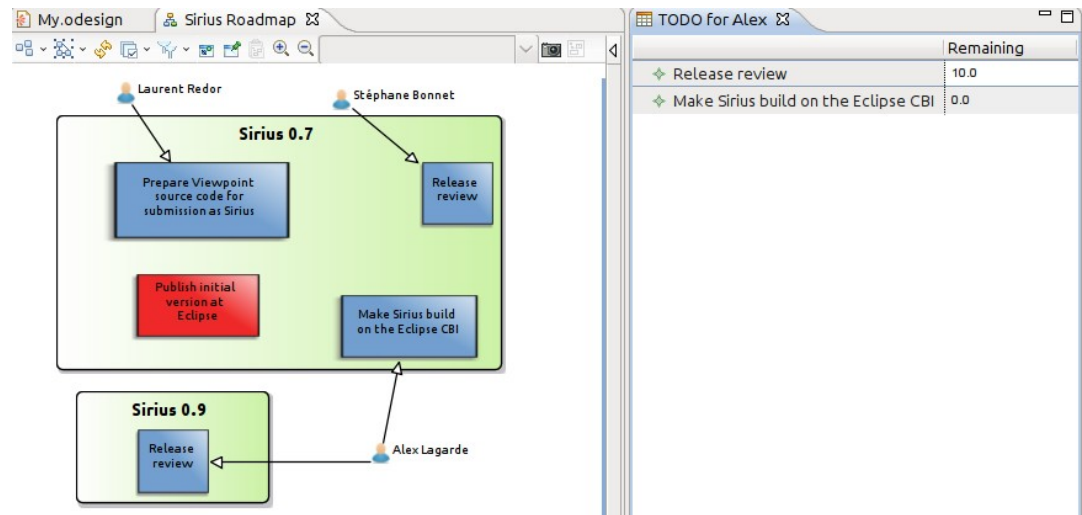 My.odesign
Sirius Roadmap
TODO for Alex
Remaining
Release review
10.0
Make Sirius build on the Eclipse CBI
0.0
Laurent Redor
Stéphane Bonnet
Sirius 0.7
Prepare Viewpoint
source code for
submission as Sirius
Release
review
Publish initial
version at
Eclipse
Make Sirius build
on the Eclipse CBI
Sirius 0.9
Release
review
Alex Lagarde